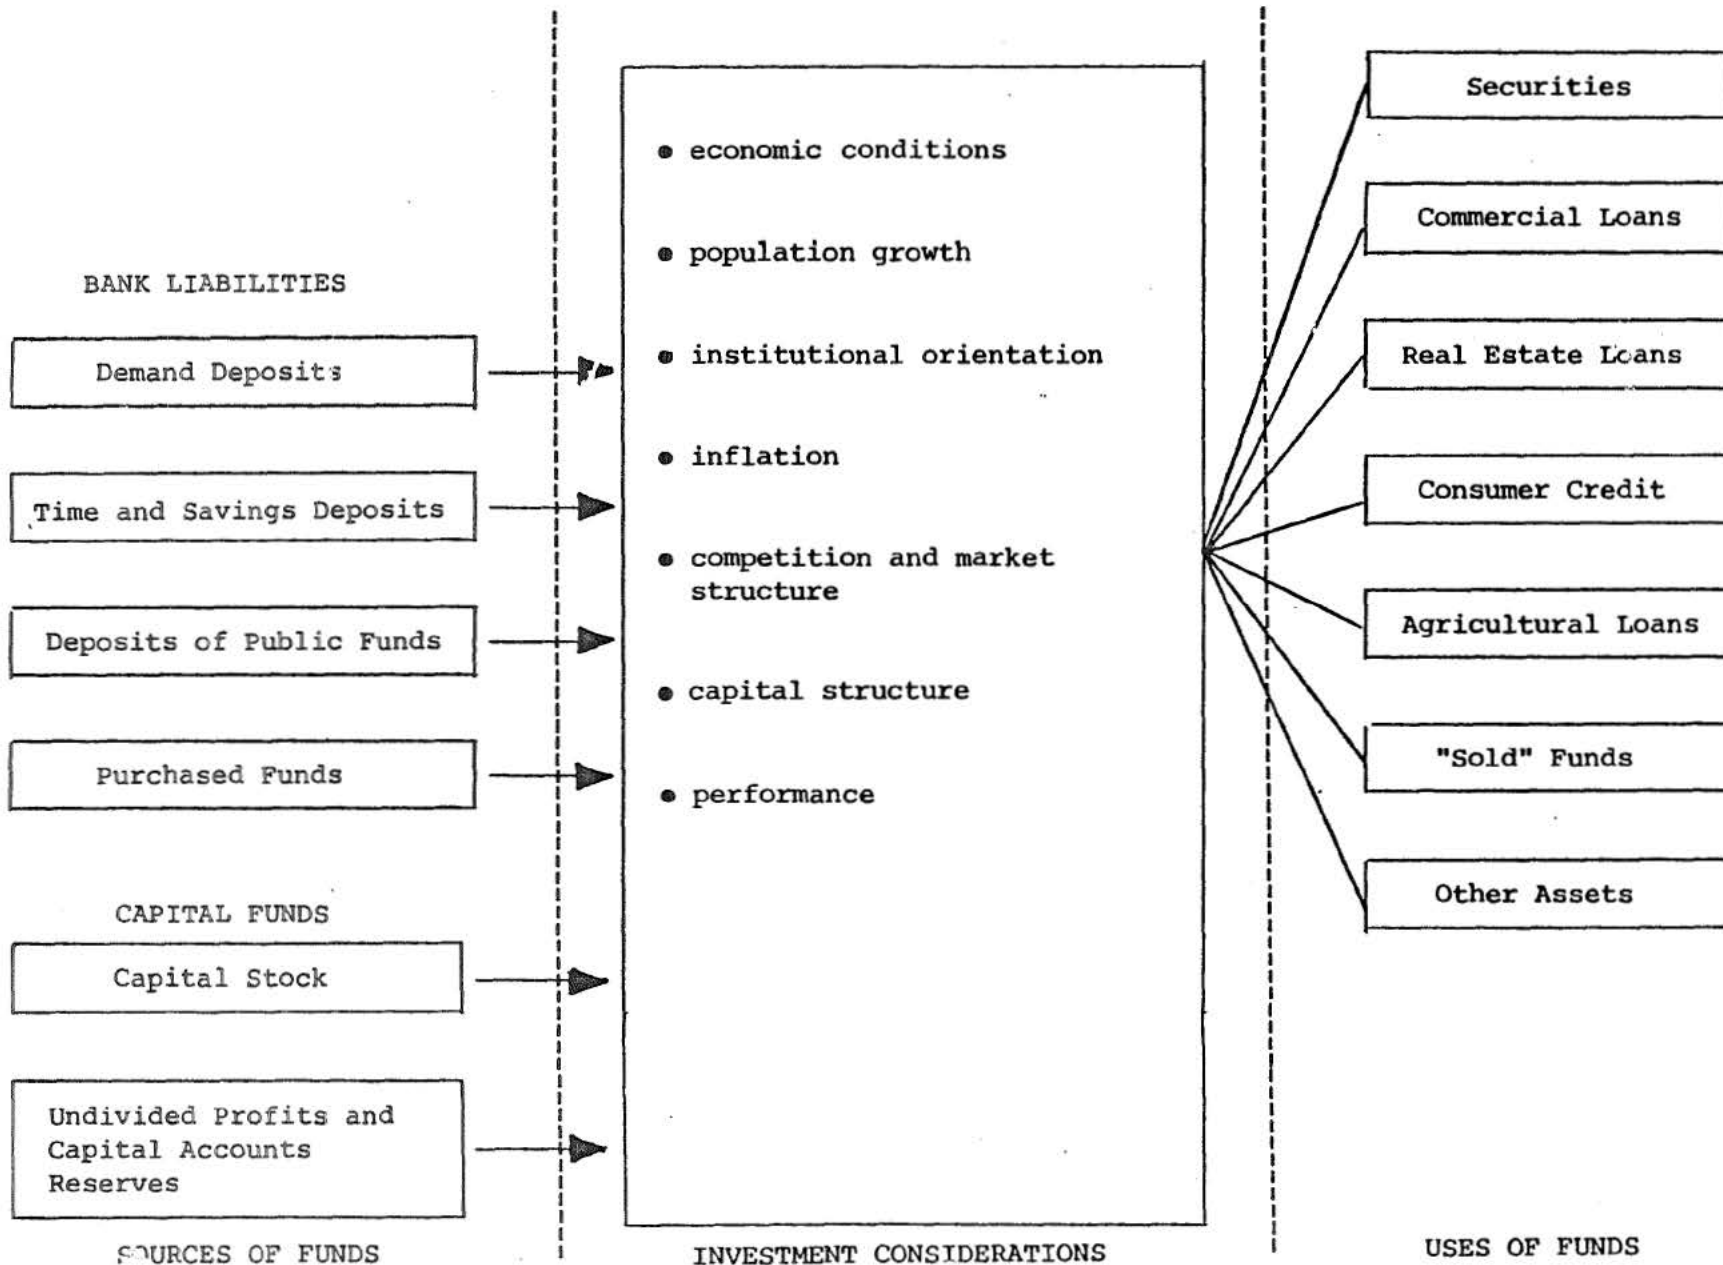 BANK LIABILITIES
Demand Deposits
Time and Savings Deposits
Deposits of Public Funds
Purchased Funds
CAPITAL FUNDS
Capital Stock
Undivided Profits and
Capital Accounts
Reserves
SOURCES OF FUNDS
• economic conditions
• population growth
• institutional orientation
• inflation
• competition and market
structure
• capital structure
• performance
INVESTMENT CONSIDERATIONS
Securities
Commercial Loans
Real Estate Loans
Consumer Credit
Agricultural Loans
"Sold" Funds
Other Assets
USES OF FUNDS